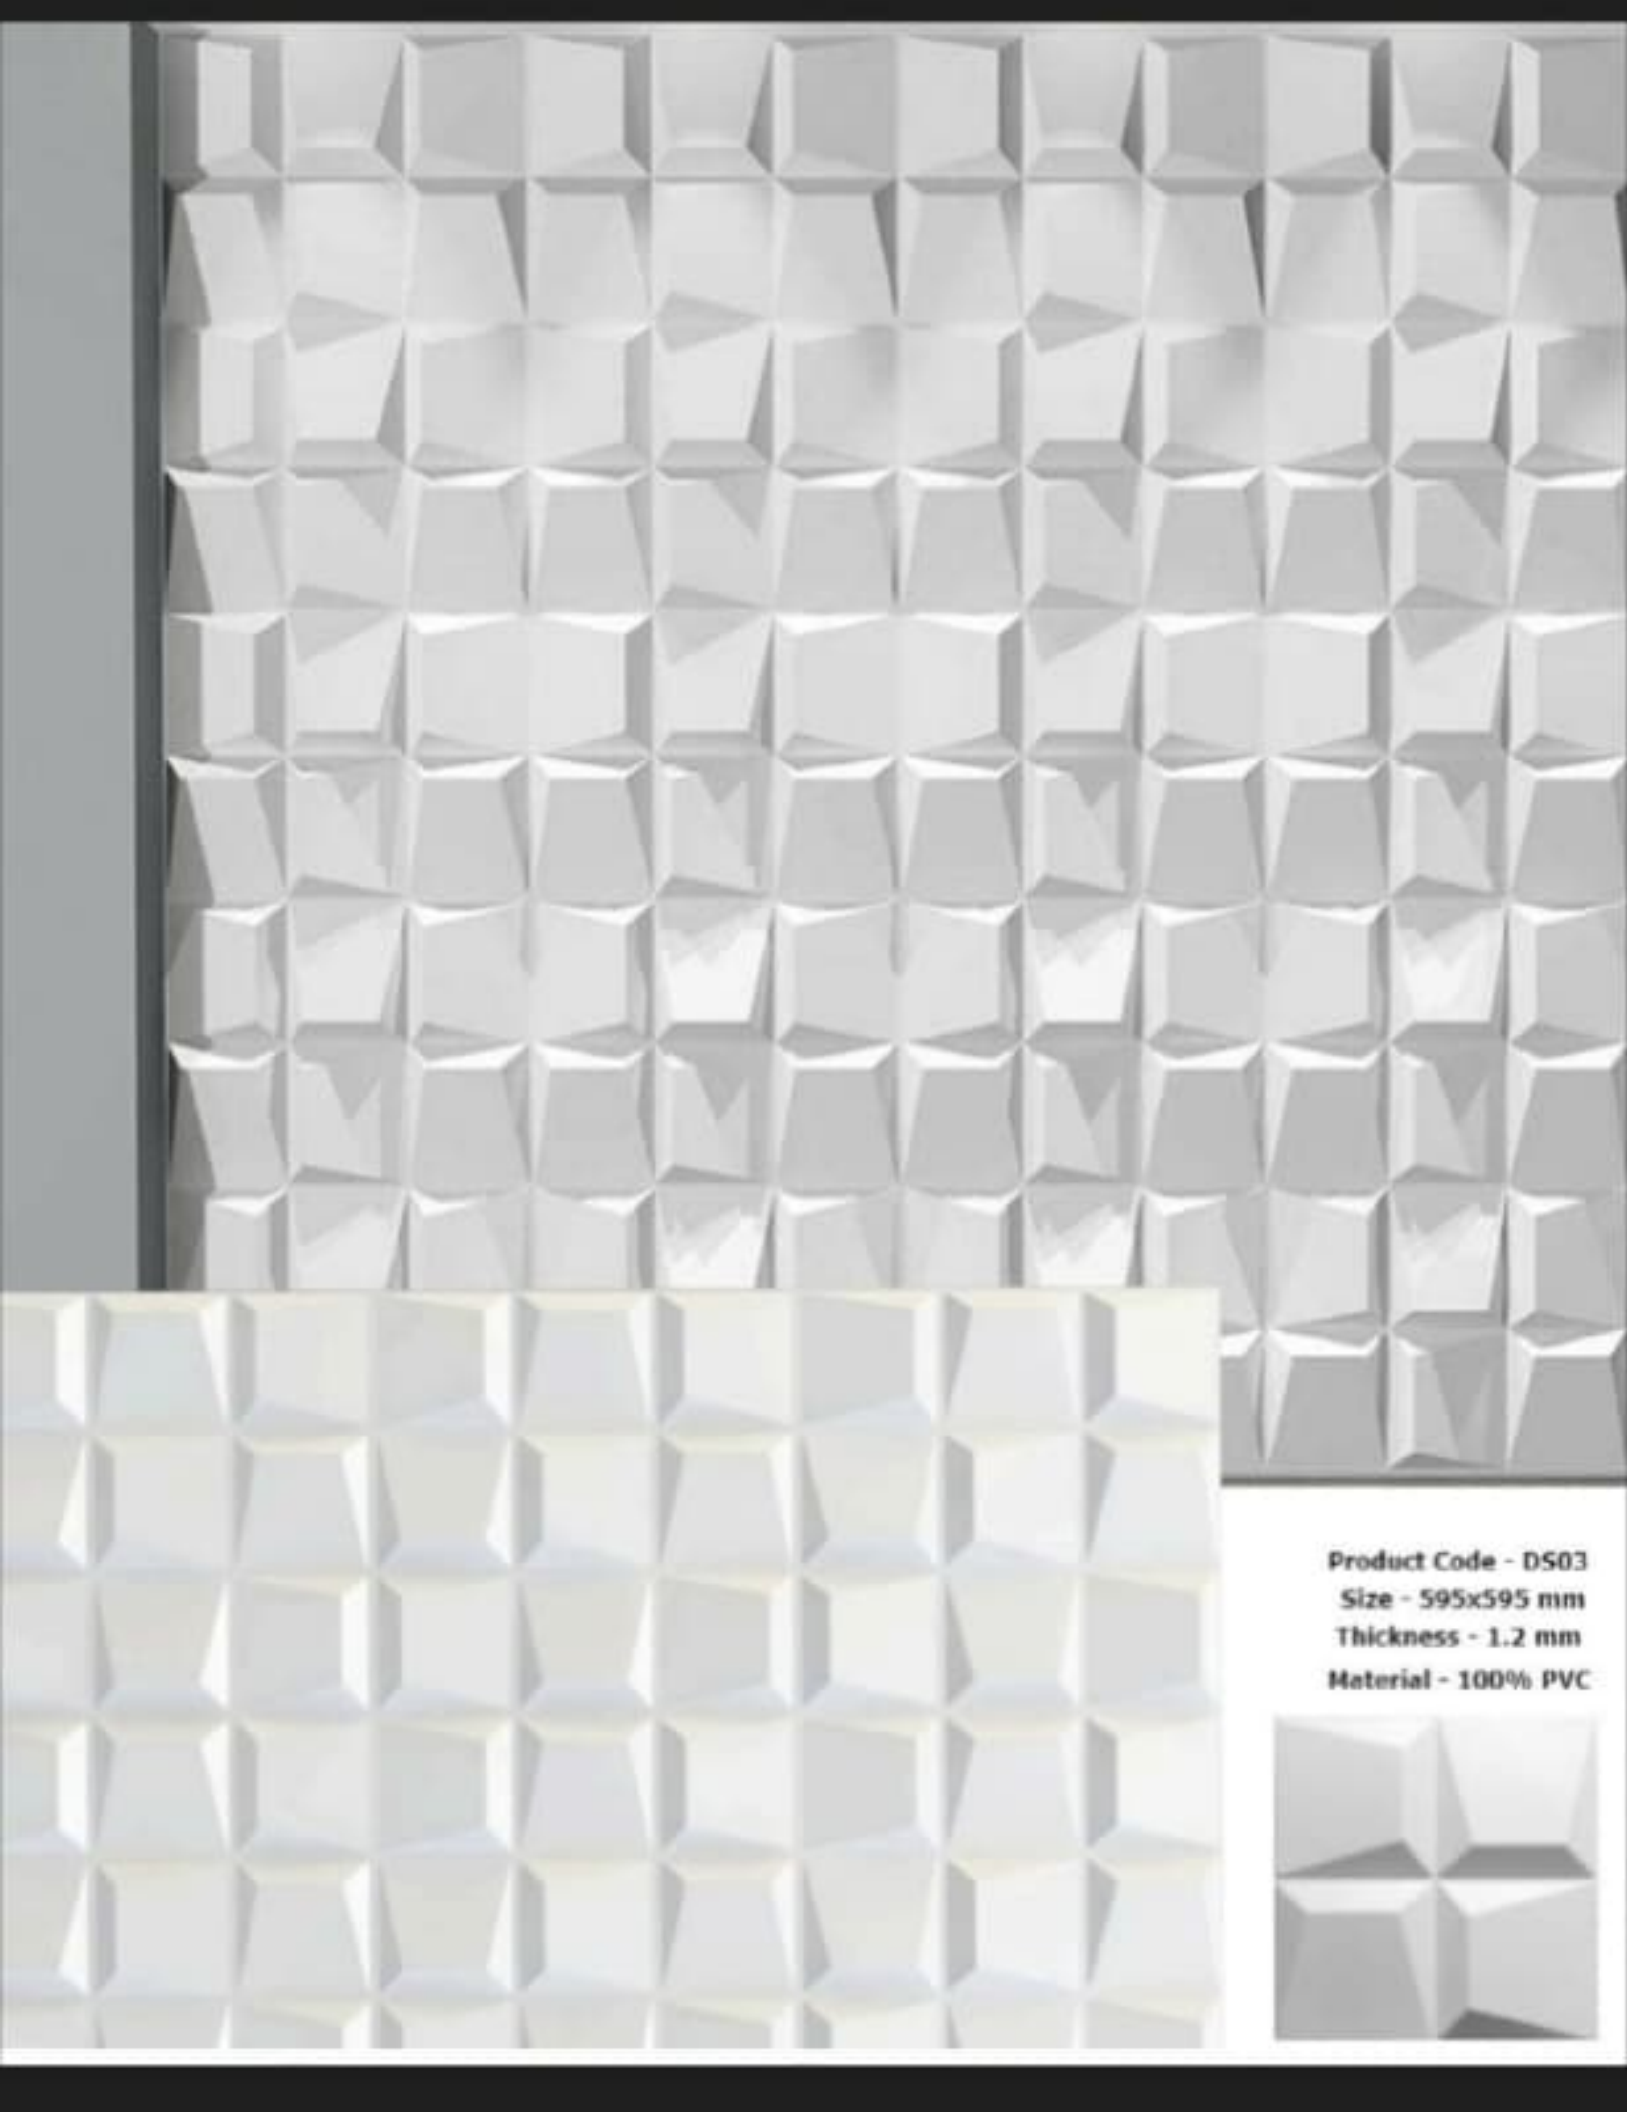 Product Code - DS03
Size - 595x595 mm
Thickness - 1.2 mm
Material - 100% PVC